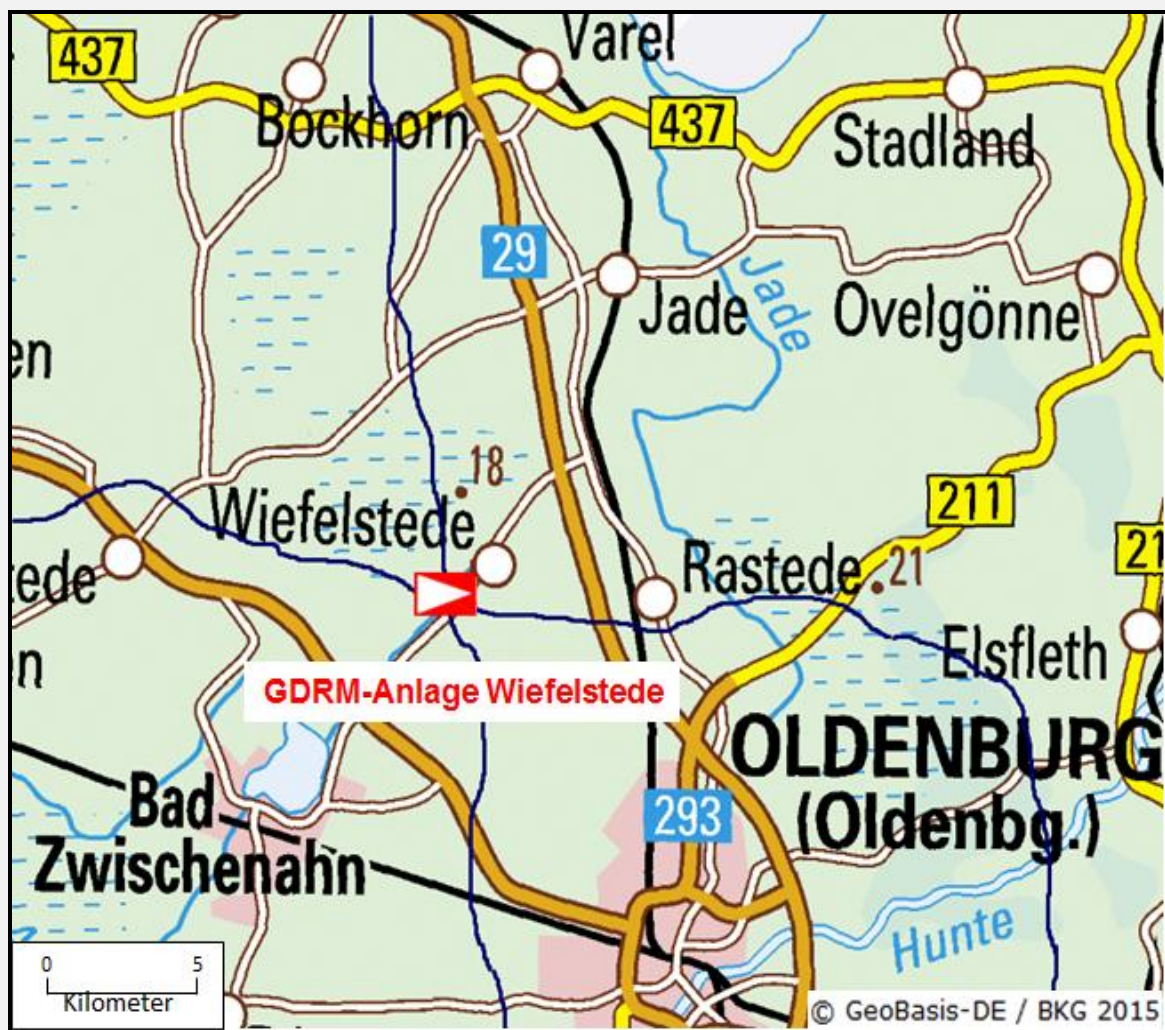 Varel
437
Bockhorn
437
Stadland
29
Jade
Jade
Ovelgönne
en
18
Wiefelstede
211
21
Rastede
21
tede
Elsfleth
n
GDRM-Anlage Wiefelstede
OLDENBURG
(Oldenbg.)
293
Bad
Zwischenahn
Hunte
0 5
Kilometer
© GeoBasis-DE / BKG 2015